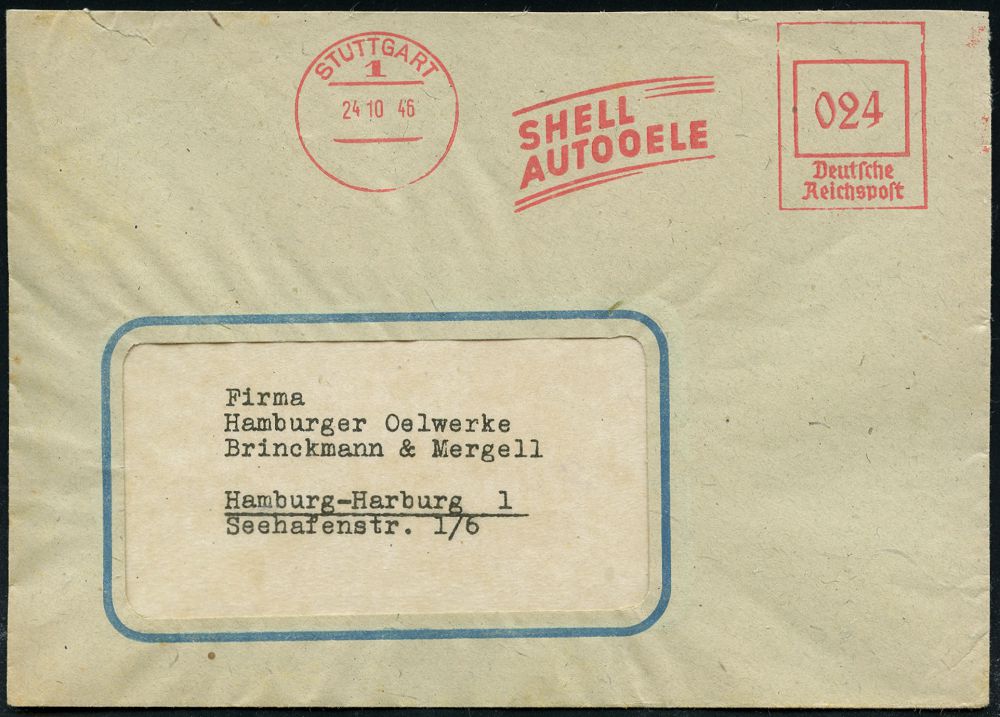 STUTTGART
1
24 10 46
SHELL
AUTOOELE
024
Deutsche
Reichspost
Firma
Hamburger Oelwerke
Brinckmann & Mergell
Hamburg-Harburg 1
Seehafenstr. 1/6